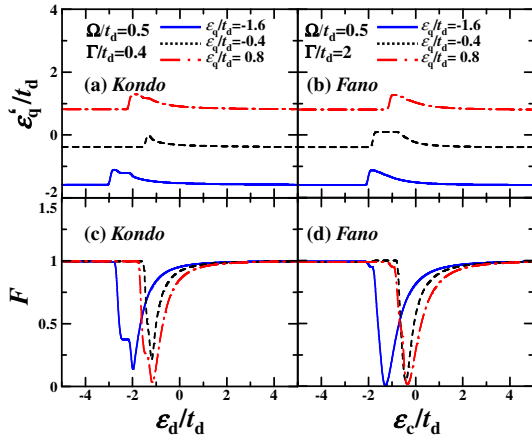 Ω/t_d=0.5 ε_q/t_d=-1.6 Ω/t_d=0.5 ε_q/t_d=-1.6
Γ/t_d=0.4 ε_q/t_d=-0.4 Γ/t_d=2 ε_q/t_d=-0.4
ε_q/t_d= 0.8 ε_q/t_d= 0.8
(a) Kondo (b) Fano
4
2
0
-2
ε_q‘/t_d
(c) Kondo (d) Fano
1.5
1
0.5
0
F
-4 -2 0 2 4 -4 -2 0 2 4
ε_d/t_d ε_c/t_d